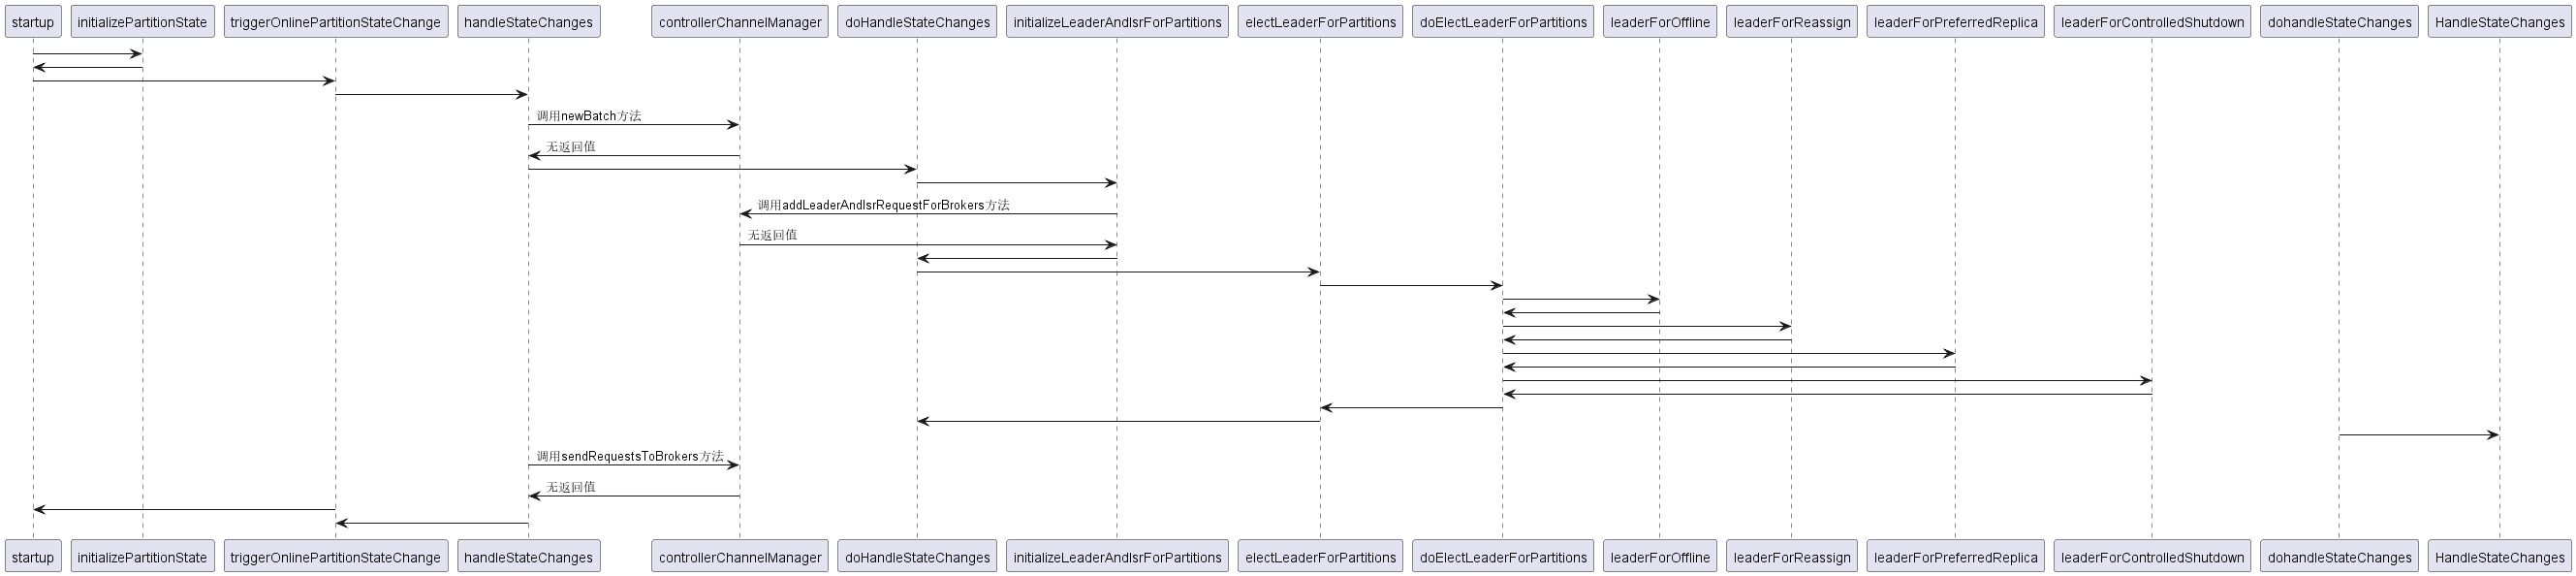 startup initializePartitionState triggerOnlinePartitionStateChange handleStateChanges controllerChannelManager doHandleStateChanges initializeLeaderAndIsrForPartitions electLeaderForPartitions doElectLeaderForPartitions leaderForOffline leaderForReassign leaderForPreferredReplica leaderForControlledShutdown dohandleStateChanges HandleStateChanges
调用newBatch方法
无返回值
调用addLeaderAndIsrRequestForBrokers方法
无返回值
调用sendRequestsToBrokers方法
无返回值
startup initializePartitionState triggerOnlinePartitionStateChange handleStateChanges controllerChannelManager doHandleStateChanges initializeLeaderAndIsrForPartitions electLeaderForPartitions doElectLeaderForPartitions leaderForOffline leaderForReassign leaderForPreferredReplica leaderForControlledShutdown dohandleStateChanges HandleStateChanges